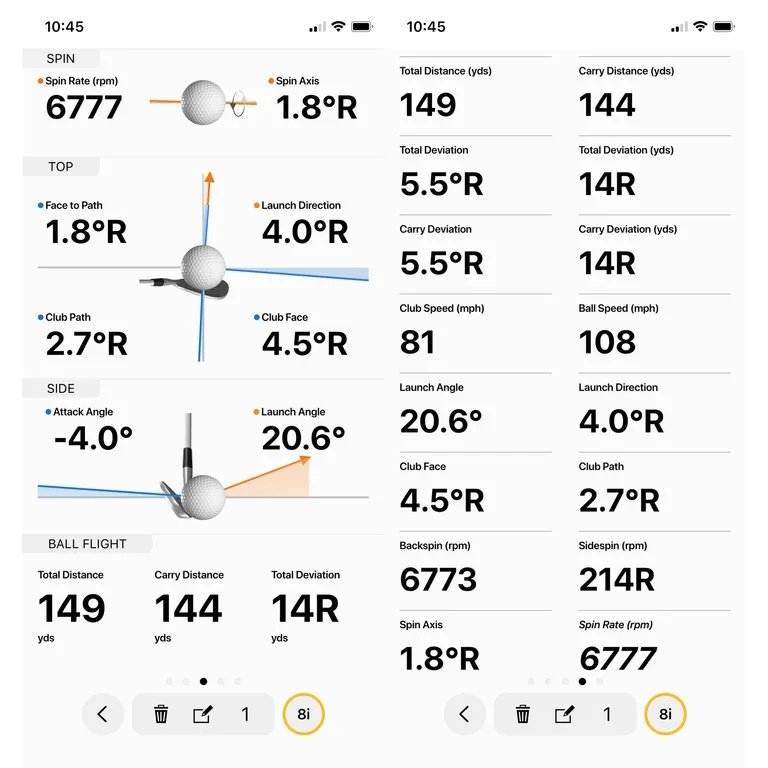 10:45
SPIN
Spin Rate (rpm)
6777
Spin Axis
1.8°R
TOP
Face to Path
1.8°R
Launch Direction
4.0°R
Club Path
2.7°R
Club Face
4.5°R
SIDE
Attack Angle
-4.0°
Launch Angle
20.6°
BALL FLIGHT
Total Distance
149
yds
Carry Distance
144
yds
Total Deviation
14R
yds
1
8i
10:45
Total Distance (yds)
149
Carry Distance (yds)
144
Total Deviation
5.5°R
Total Deviation (yds)
14R
Carry Deviation
5.5°R
Carry Deviation (yds)
14R
Club Speed (mph)
81
Ball Speed (mph)
108
Launch Angle
20.6°
Launch Direction
4.0°R
Club Face
4.5°R
Club Path
2.7°R
Backspin (rpm)
6773
Sidespin (rpm)
214R
Spin Axis
1.8°R
Spin Rate (rpm)
6777
1
8i